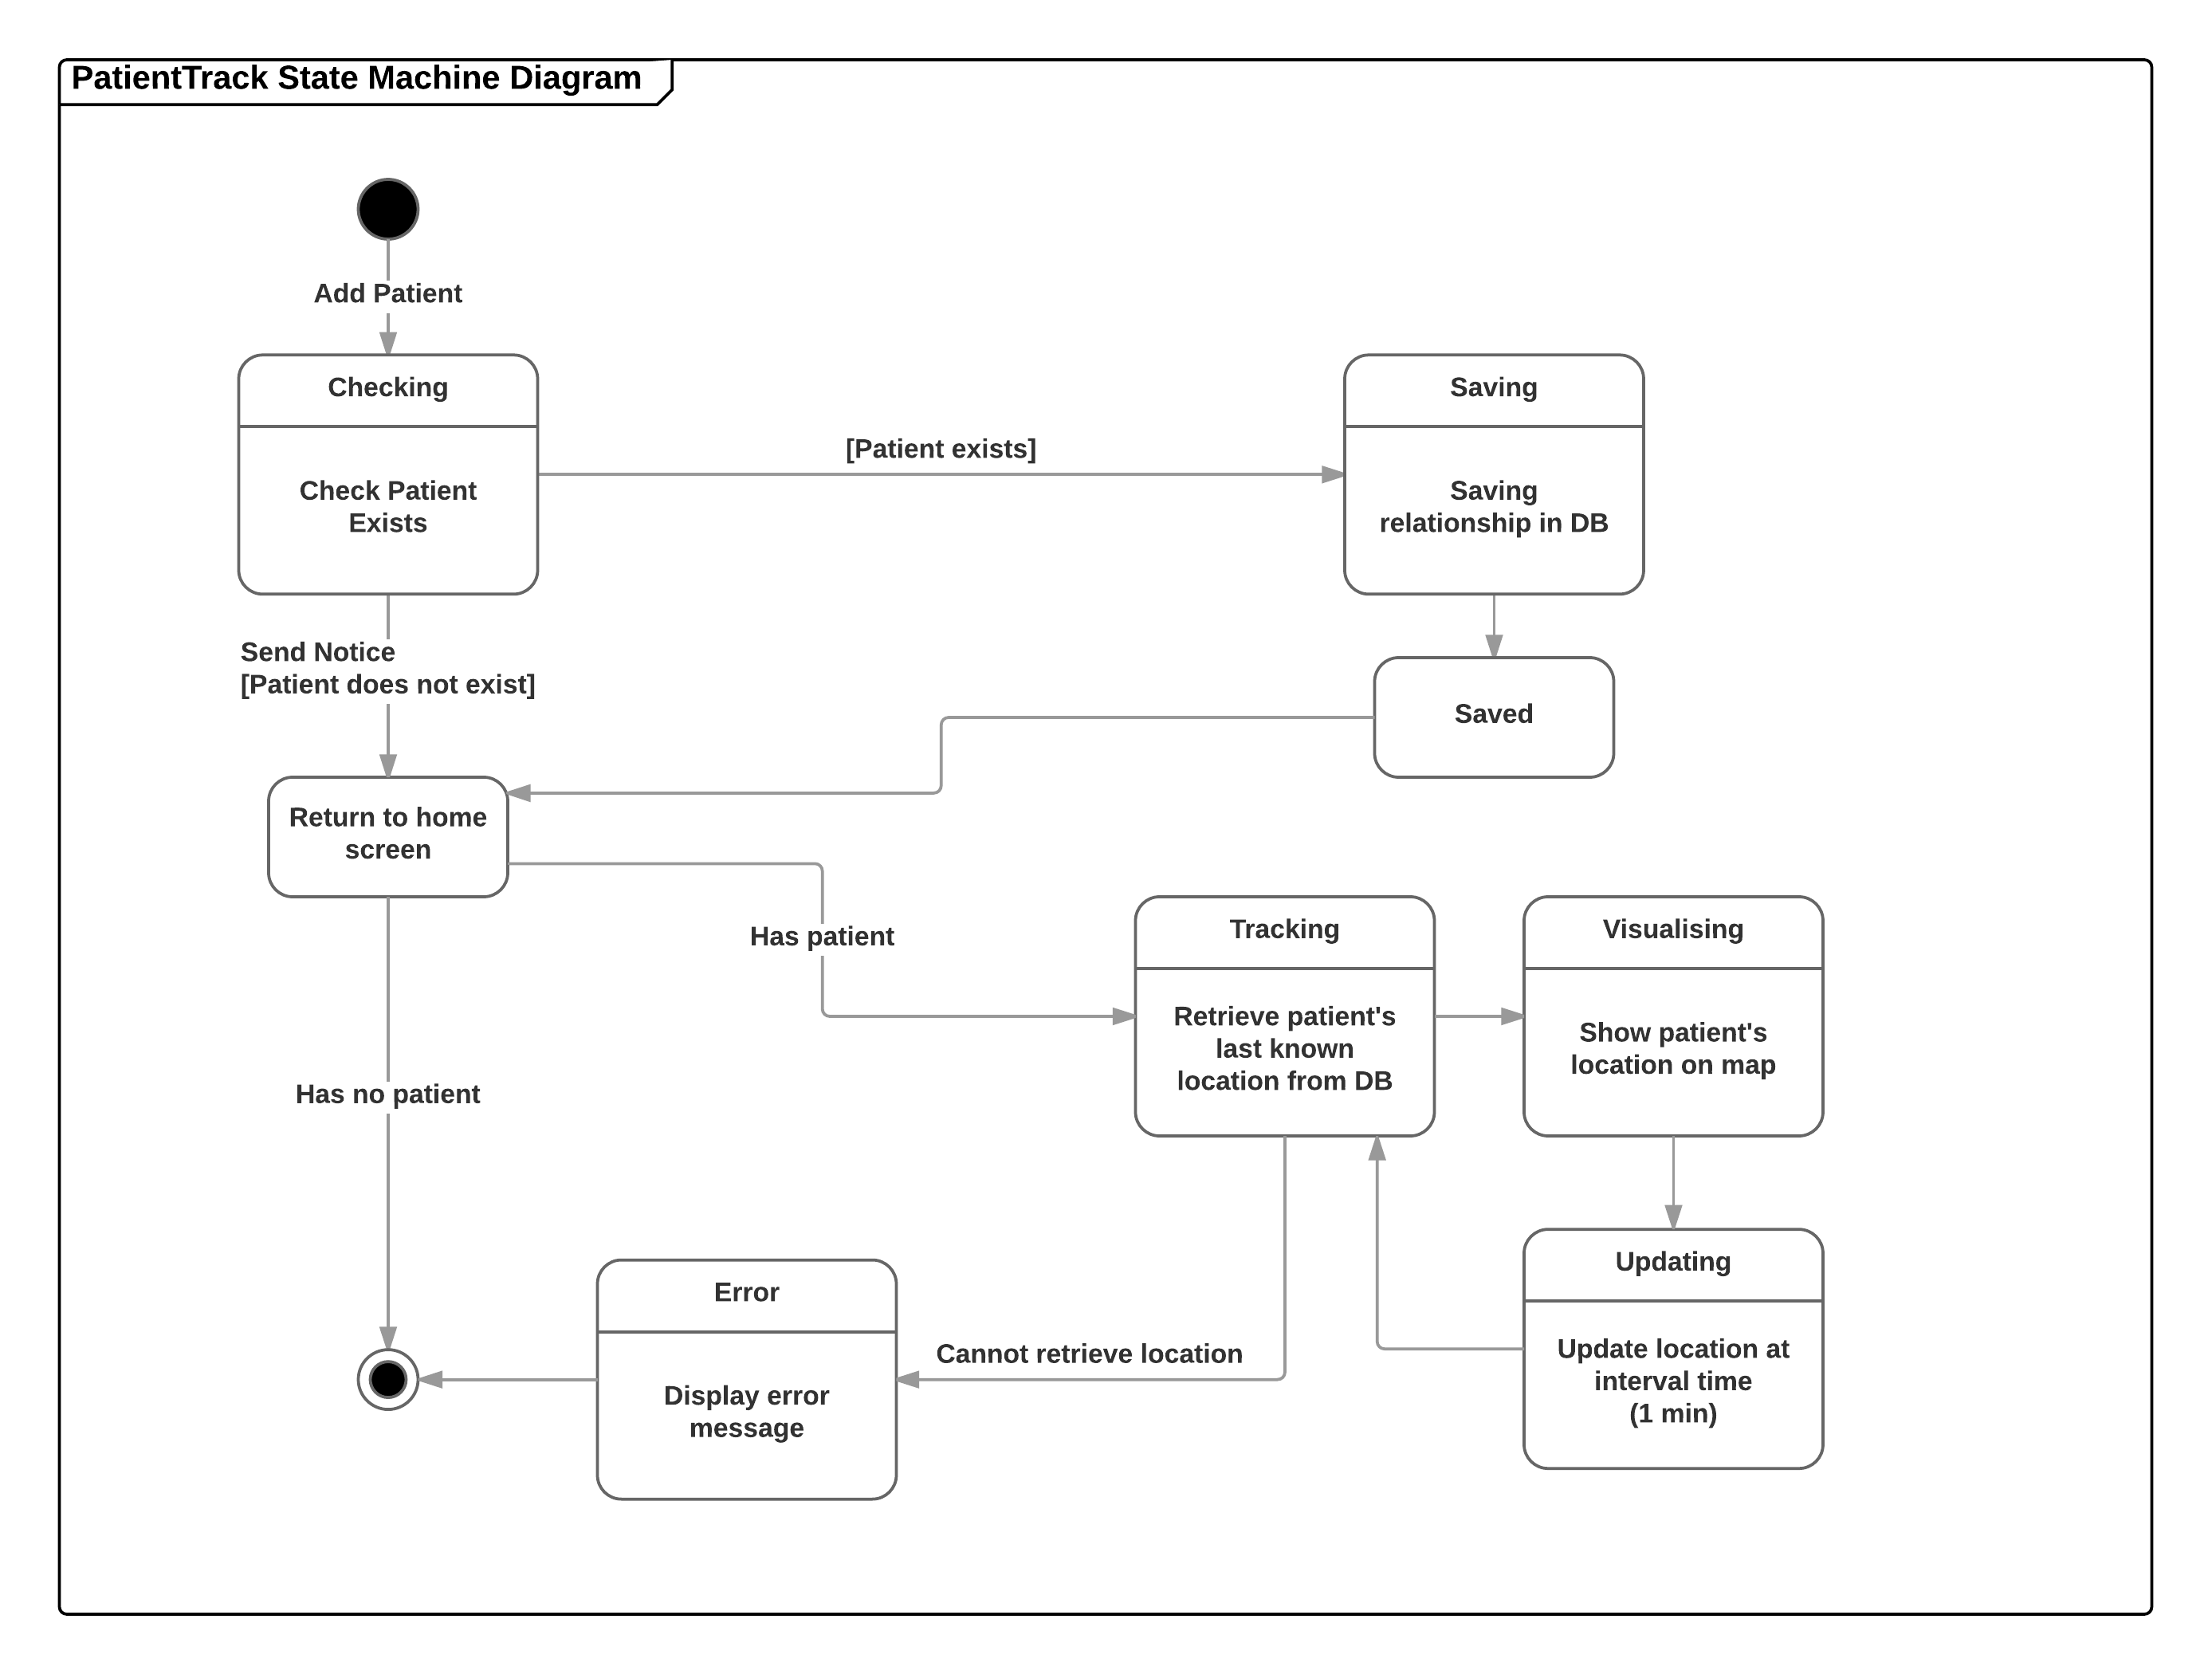 PatientTrack State Machine Diagram
Add Patient
Checking
Check Patient
Exists
[Patient exists]
Saving
Saving
relationship in DB
Send Notice
[Patient does not exist]
Saved
Return to home
screen
Has patient
Tracking
Retrieve patient's
last known
location from DB
Visualising
Show patient's
location on map
Has no patient
Updating
Update location at
interval time
(1 min)
Error
Display error
message
Cannot retrieve location